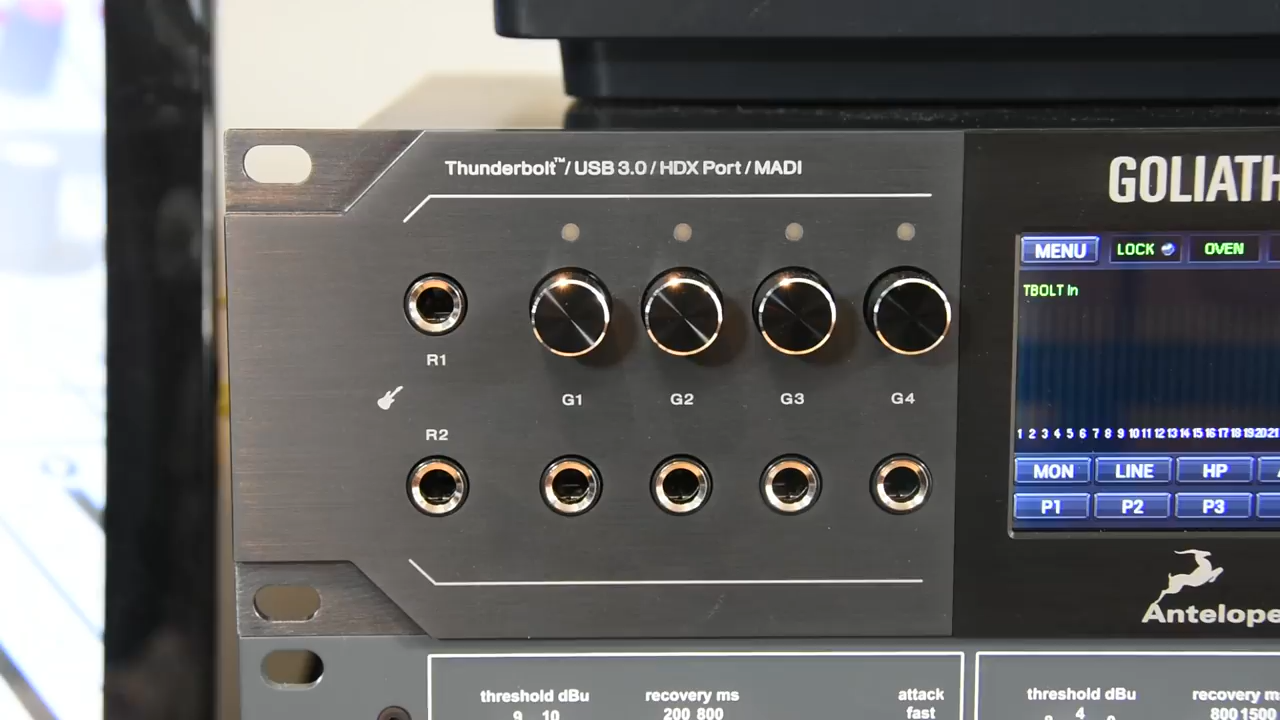 Thunderbolt™/ USB 3.0 / HDX Port / MADI
GOLIATH
MENU LOCK OVEN
TBOLT In
R1
G1 G2 G3 G4
R2
1 2 3 4 5 6 7 8 9 10 11 12 13 14 15 16 17 18 19 20 21
MON LINE HP
P1 P2 P3
Antelope
threshold dBu recovery ms attack threshold dBu recovery ms
9 10 200 800 fast 4 800 1500